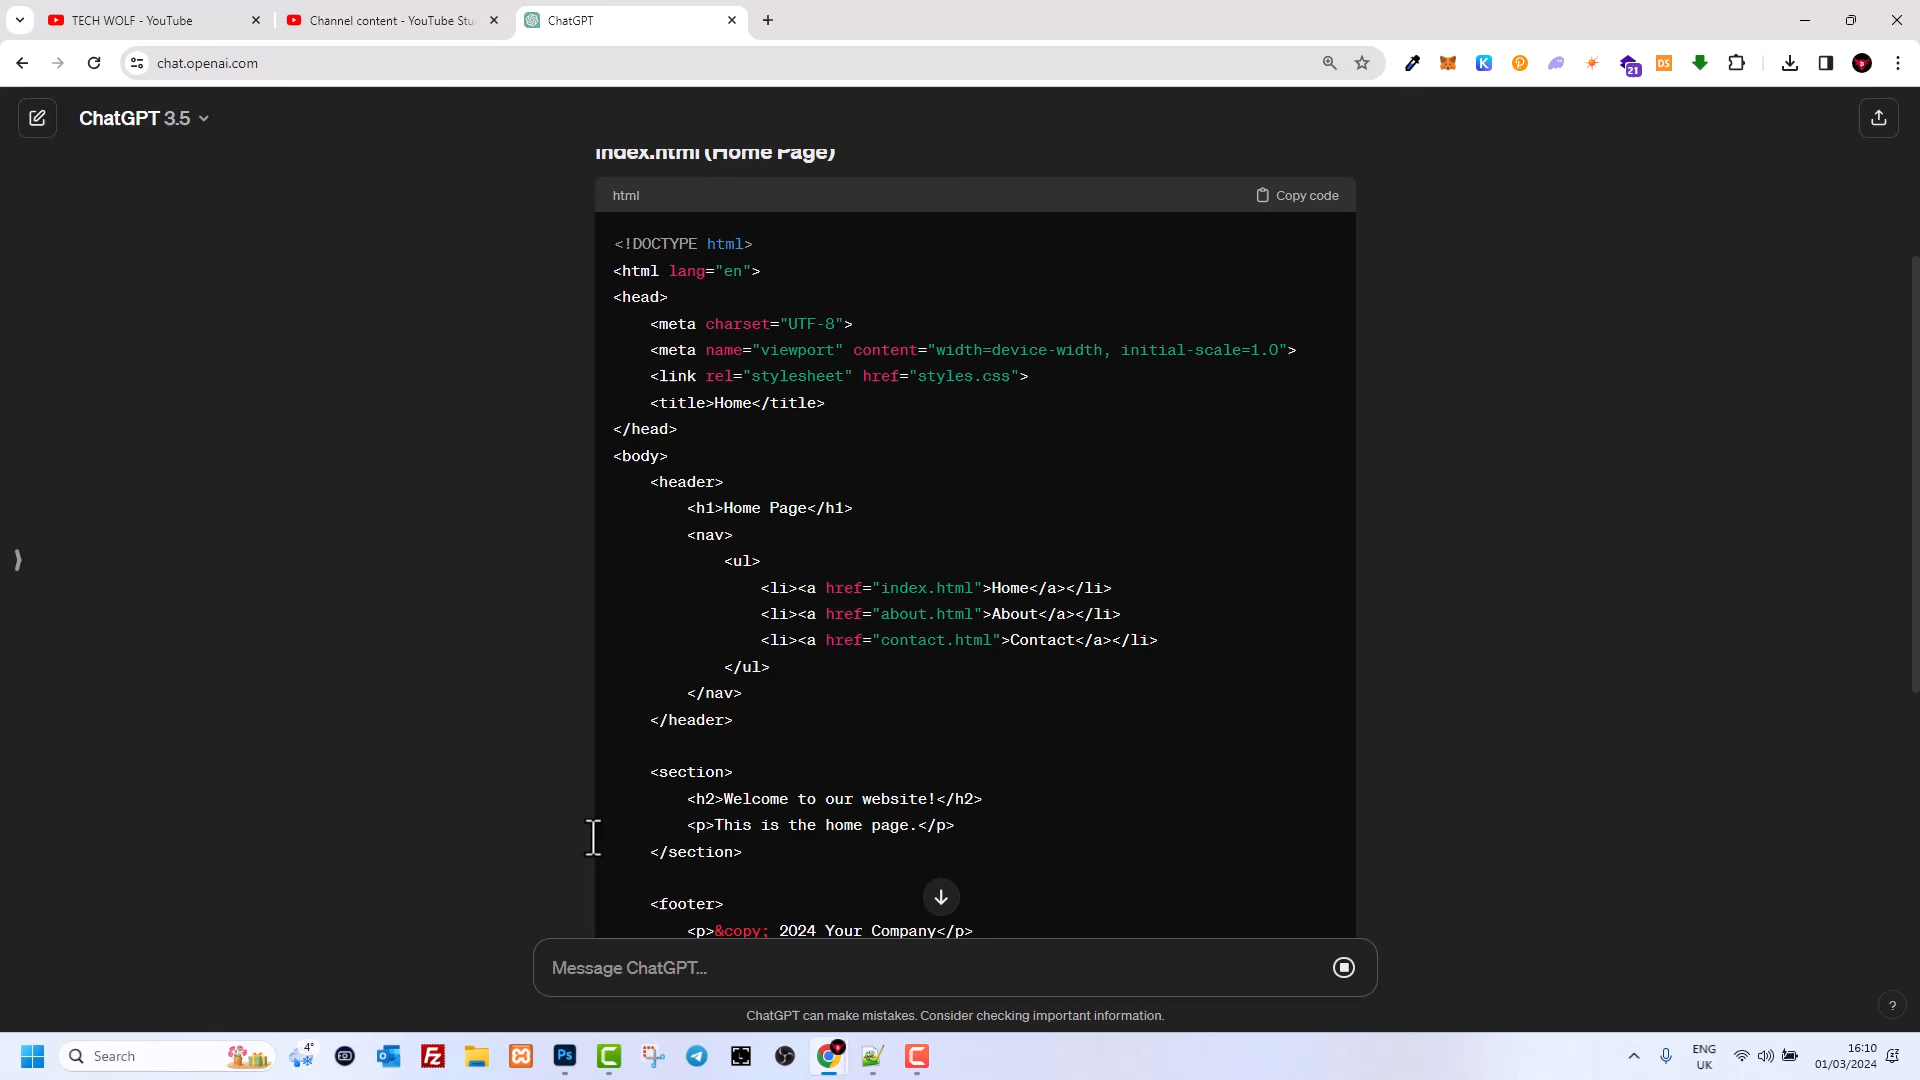 TECH WOLF - YouTube
Channel content - YouTube Stu
ChatGPT
chat.openai.com
21
DS
ChatGPT 3.5
index.html (Home Page)
html
Copy code
<!DOCTYPE html>
<html lang="en">
<head>
<meta charset="UTF-8">
<meta name="viewport" content="width=device-width, initial-scale=1.0">
<link rel="stylesheet" href="styles.css">
<title>Home</title>
</head>
<body>
<header>
<h1>Home Page</h1>
<nav>
<ul>
<li><a href="index.html">Home</a></li>
<li><a href="about.html">About</a></li>
<li><a href="contact.html">Contact</a></li>
</ul>
</nav>
</header>
<section>
<h2>Welcome to our website!</h2>
<p>This is the home page.</p>
</section>
<footer>
<p>&copy; 2024 Your Company</p>
Message ChatGPT...
ChatGPT can make mistakes. Consider checking important information.
?
Search
4°
Fz
Ps
ENG
UK
16:10
01/03/2024